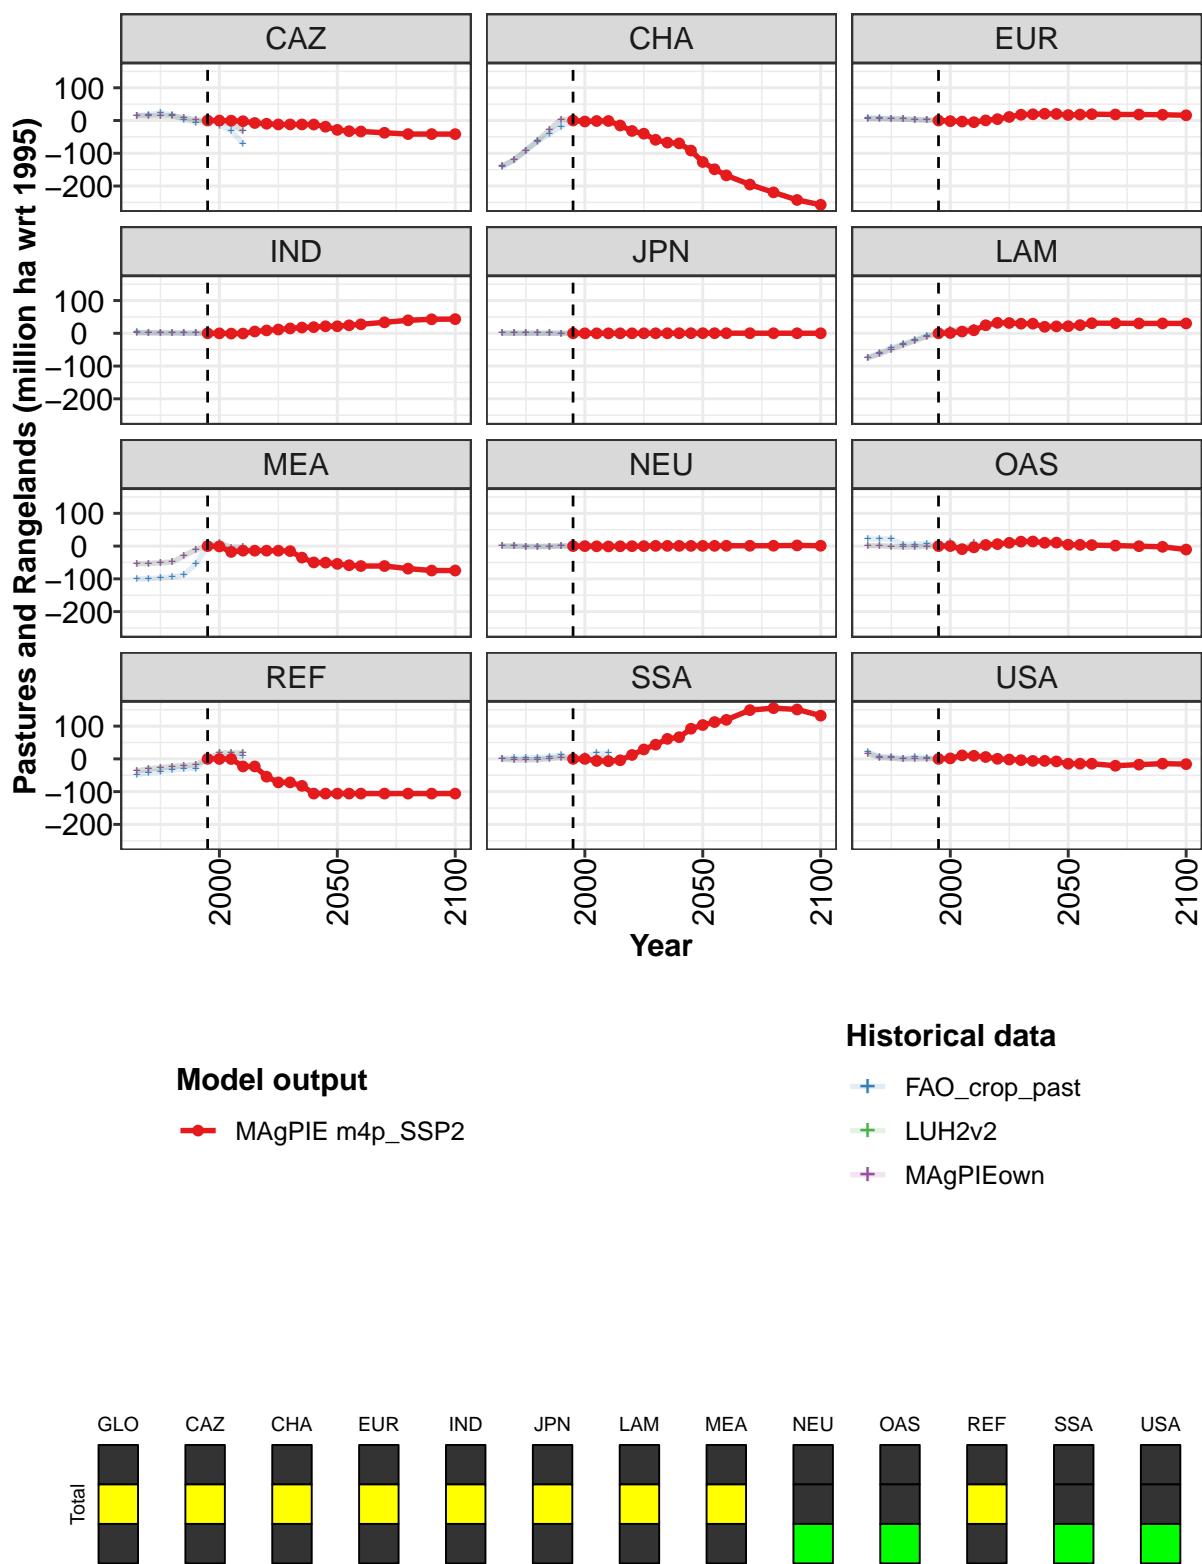 CAZ CHA EUR
100
0
−100
−200
IND JPN LAM
100
0
−100
−200
MEA NEU OAS
100
0
−100
−200
REF SSA USA
100
0
−100
−200
Pastures and Rangelands (million ha wrt 1995)
2000 2050 2100 2000 2050 2100 2000 2050 2100
Year
Model output
MAgPIE m4p_SSP2
Historical data
FAO_crop_past
LUH2v2
MAgPIEown
GLO CAZ CHA EUR IND JPN LAM MEA NEU OAS REF SSA USA
Total